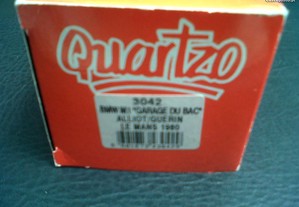 Quartzo
3042
BMW M1 "GARAGE DU BAC"
ALLIOT/GUERIN
LE MANS 1980